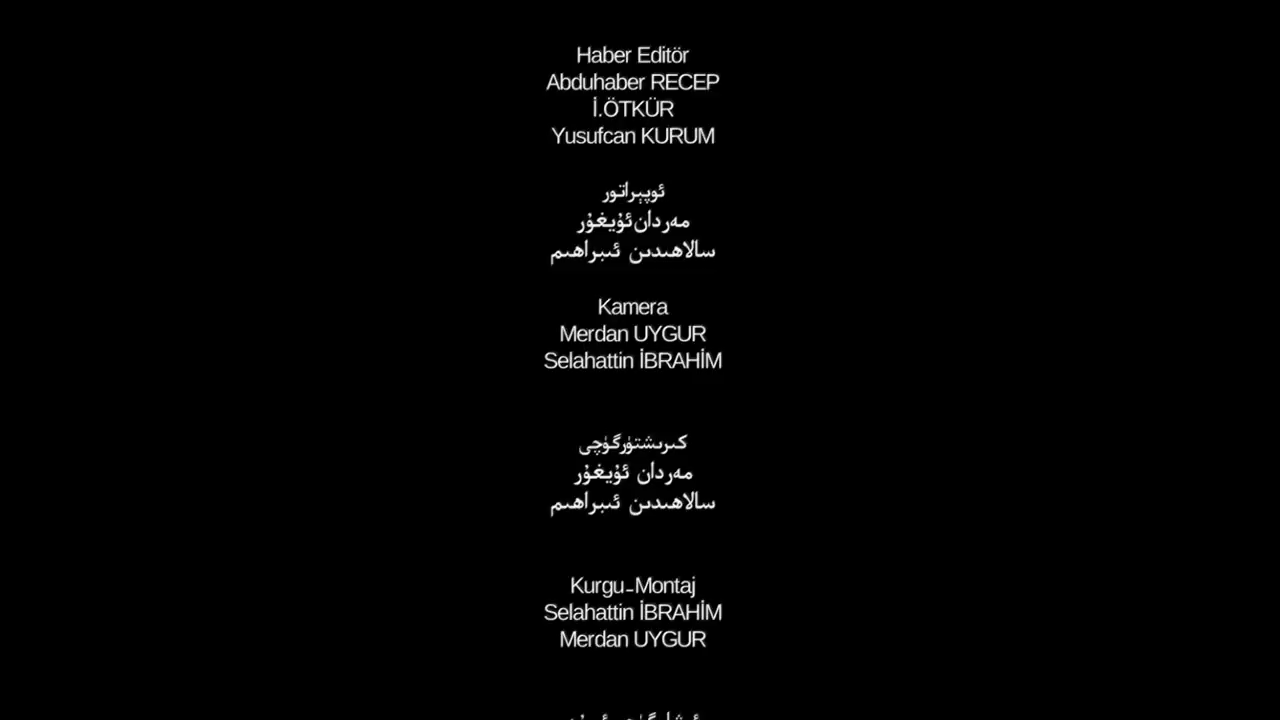 Haber Editör
Abduhaber RECEP
İ.ÖTKÜR
Yusufcan KURUM
ئوپېراتور
مەردان ئۇيغۇر
سالاھىدىن ئىبراھىم
Kamera
Merdan UYGUR
Selahattin İBRAHİM
كىرىشتۈرگۈچى
مەردان ئۇيغۇر
سالاھىدىن ئىبراھىم
Kurgu-Montaj
Selahattin İBRAHİM
Merdan UYGUR